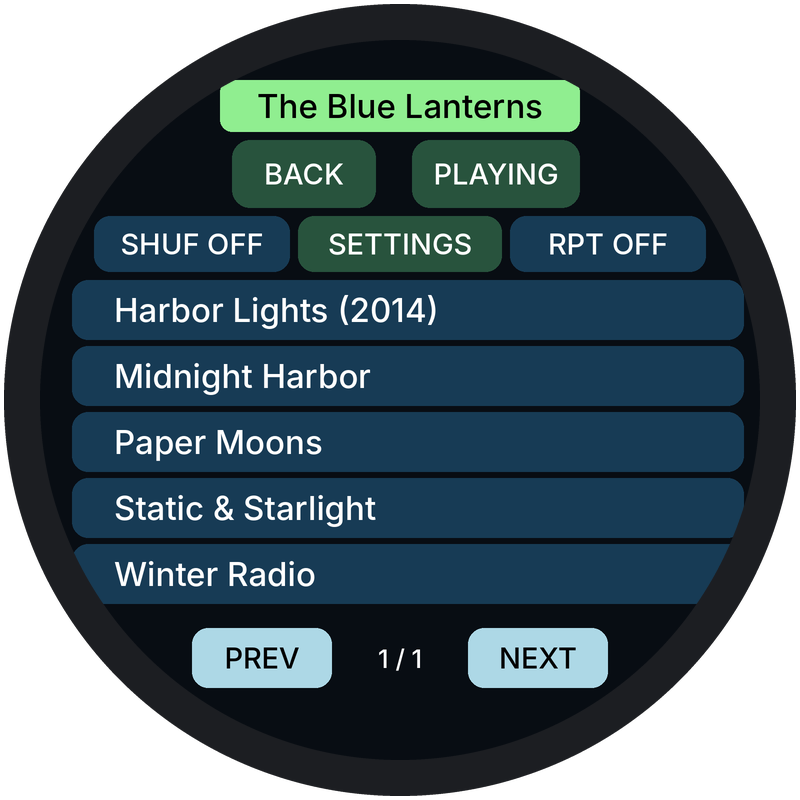 The Blue Lanterns
BACK PLAYING
SHUF OFF SETTINGS RPT OFF
Harbor Lights (2014)
Midnight Harbor
Paper Moons
Static & Starlight
Winter Radio
PREV 1 / 1 NEXT